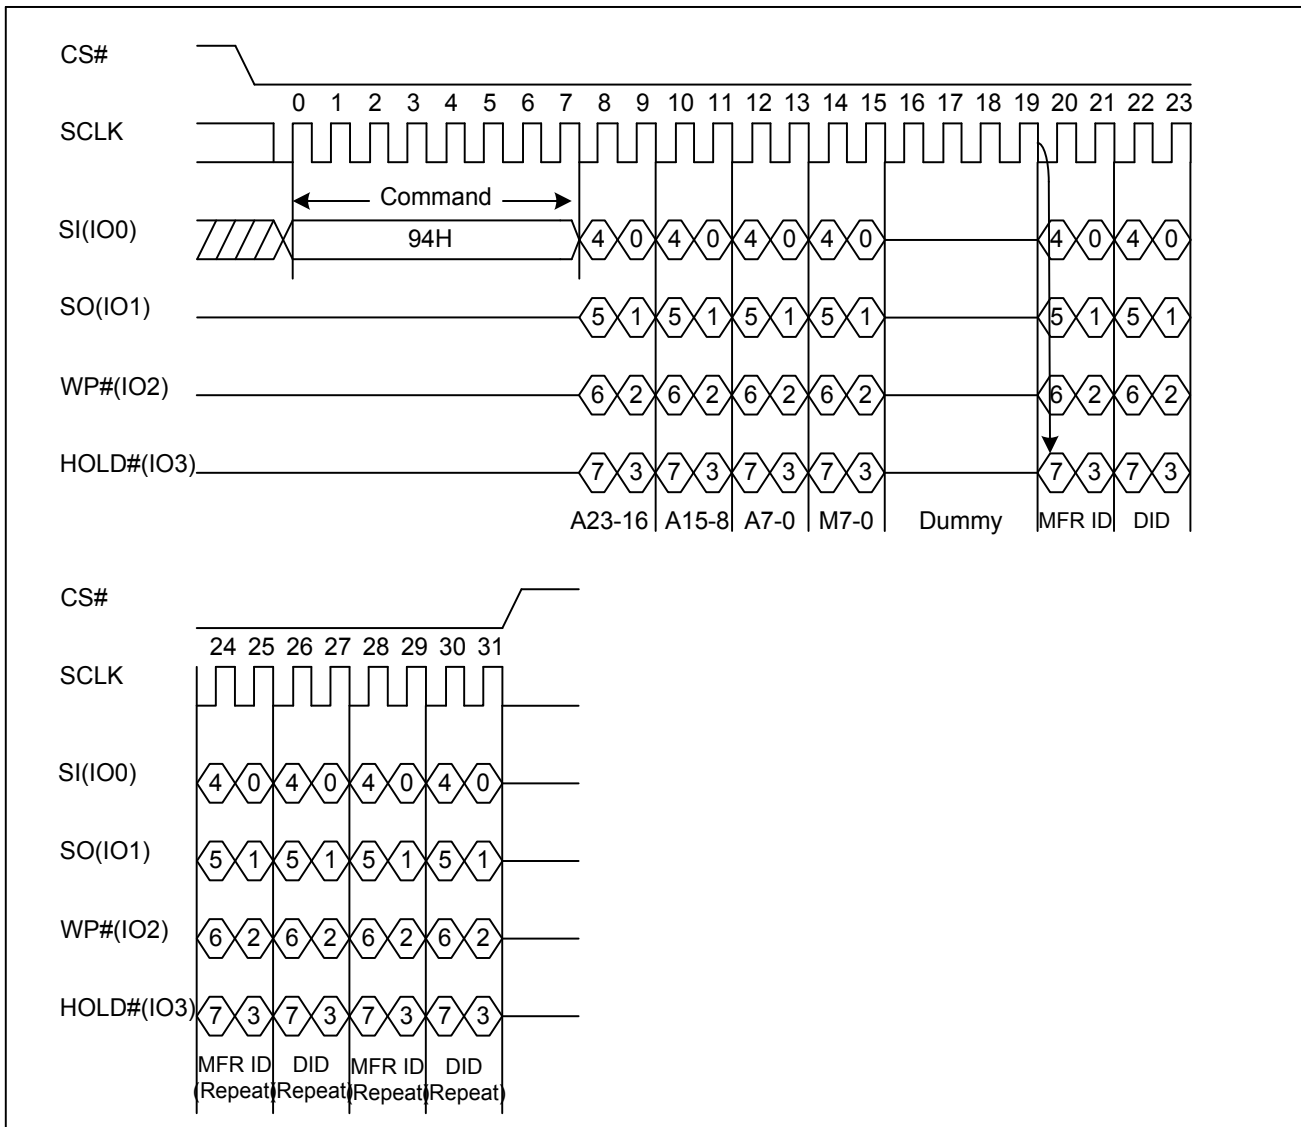 CS#
0 1 2 3 4 5 6 7 8 9 10 11 12 13 14 15 16 17 18 19 20 21 22 23
SCLK
Command
SI(IO0) 94H 4 0 4 0 4 0 4 0 4 0 4 0
SO(IO1) 5 1 5 1 5 1 5 1 5 1 5 1
WP#(IO2) 6 2 6 2 6 2 6 2 6 2 6 2
HOLD#(IO3) 7 3 7 3 7 3 7 3 7 3 7 3
A23-16 A15-8 A7-0 M7-0 Dummy MFR ID DID
CS#
24 25 26 27 28 29 30 31
SCLK
SI(IO0) 4 0 4 0 4 0 4 0
SO(IO1) 5 1 5 1 5 1 5 1
WP#(IO2) 6 2 6 2 6 2 6 2
HOLD#(IO3) 7 3 7 3 7 3 7 3
MFR ID DID MFR ID DID
(Repeat) (Repeat) (Repeat) (Repeat)